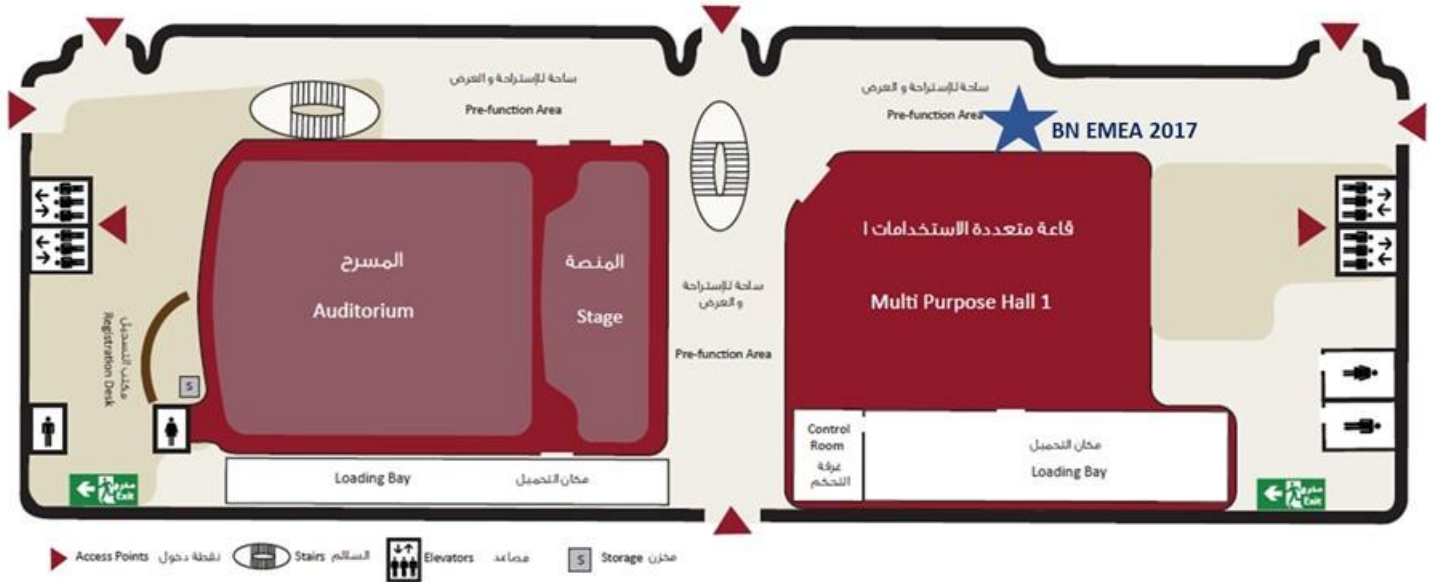 ساحة للإستراحة و العرض
Pre-function Area
ساحة للإستراحة و العرض
Pre-function Area
BN EMEA 2017
المسرح
Auditorium
المنصة
Stage
ساحة للإستراحة
و العرض
Pre-function Area
قاعة متعددة الاستخدامات ا
Multi Purpose Hall 1
مكتب التسجيل
Registration Desk
S
Control
Room
غرفة
التحكم
مكان التحميل
Loading Bay
Loading Bay مكان التحميل
مخرج
Exit
مخرج
Exit
Access Points نقطة دخول Stairs السلالم Elevators مصاعد S Storage مخزن